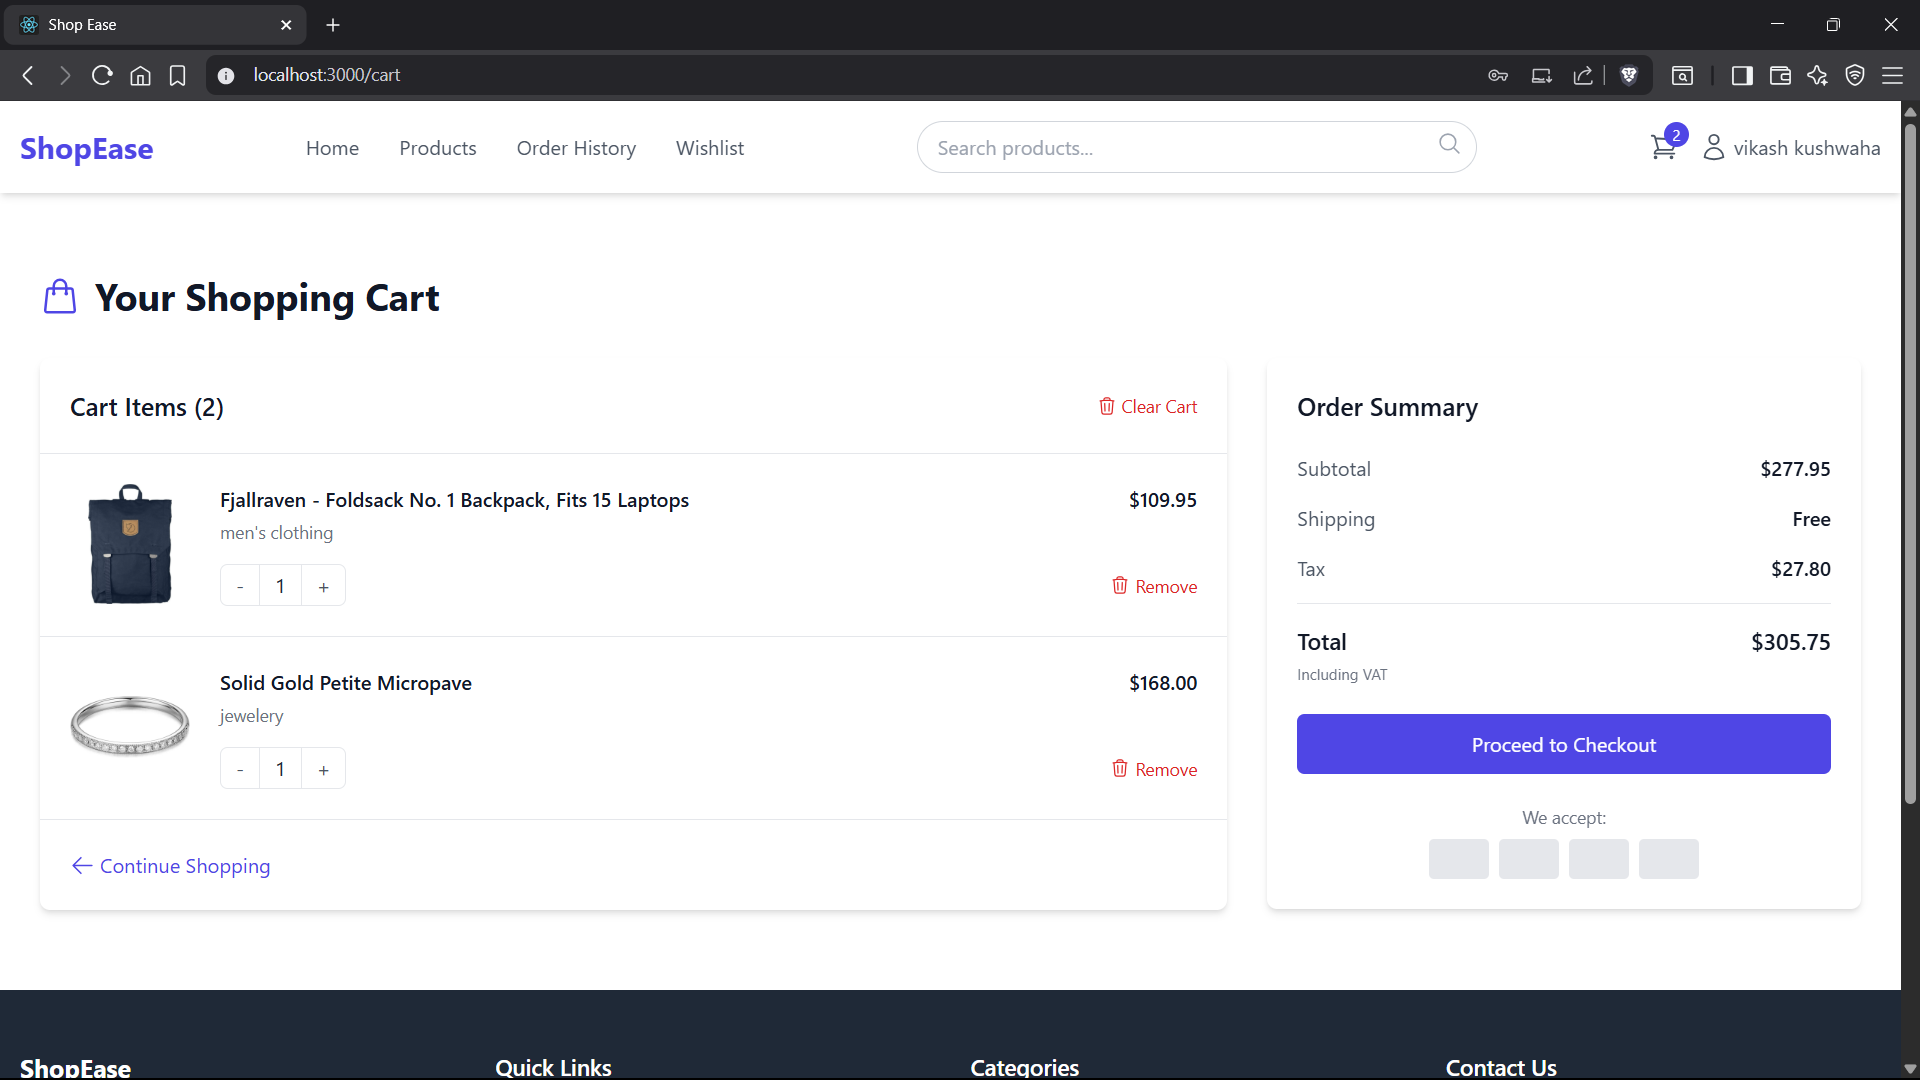 Shop Ease
localhost:3000/cart
ShopEase
Home
Products
Order History
Wishlist
Search products...
2
vikash kushwaha
Your Shopping Cart
Cart Items (2)
Clear Cart
Fjallraven - Foldsack No. 1 Backpack, Fits 15 Laptops
$109.95
men's clothing
- 1 +
Remove
Solid Gold Petite Micropave
$168.00
jewelery
- 1 +
Remove
Continue Shopping
Order Summary
Subtotal $277.95
Shipping Free
Tax $27.80
Total $305.75
Including VAT
Proceed to Checkout
We accept:
ShopEase
Quick Links
Categories
Contact Us